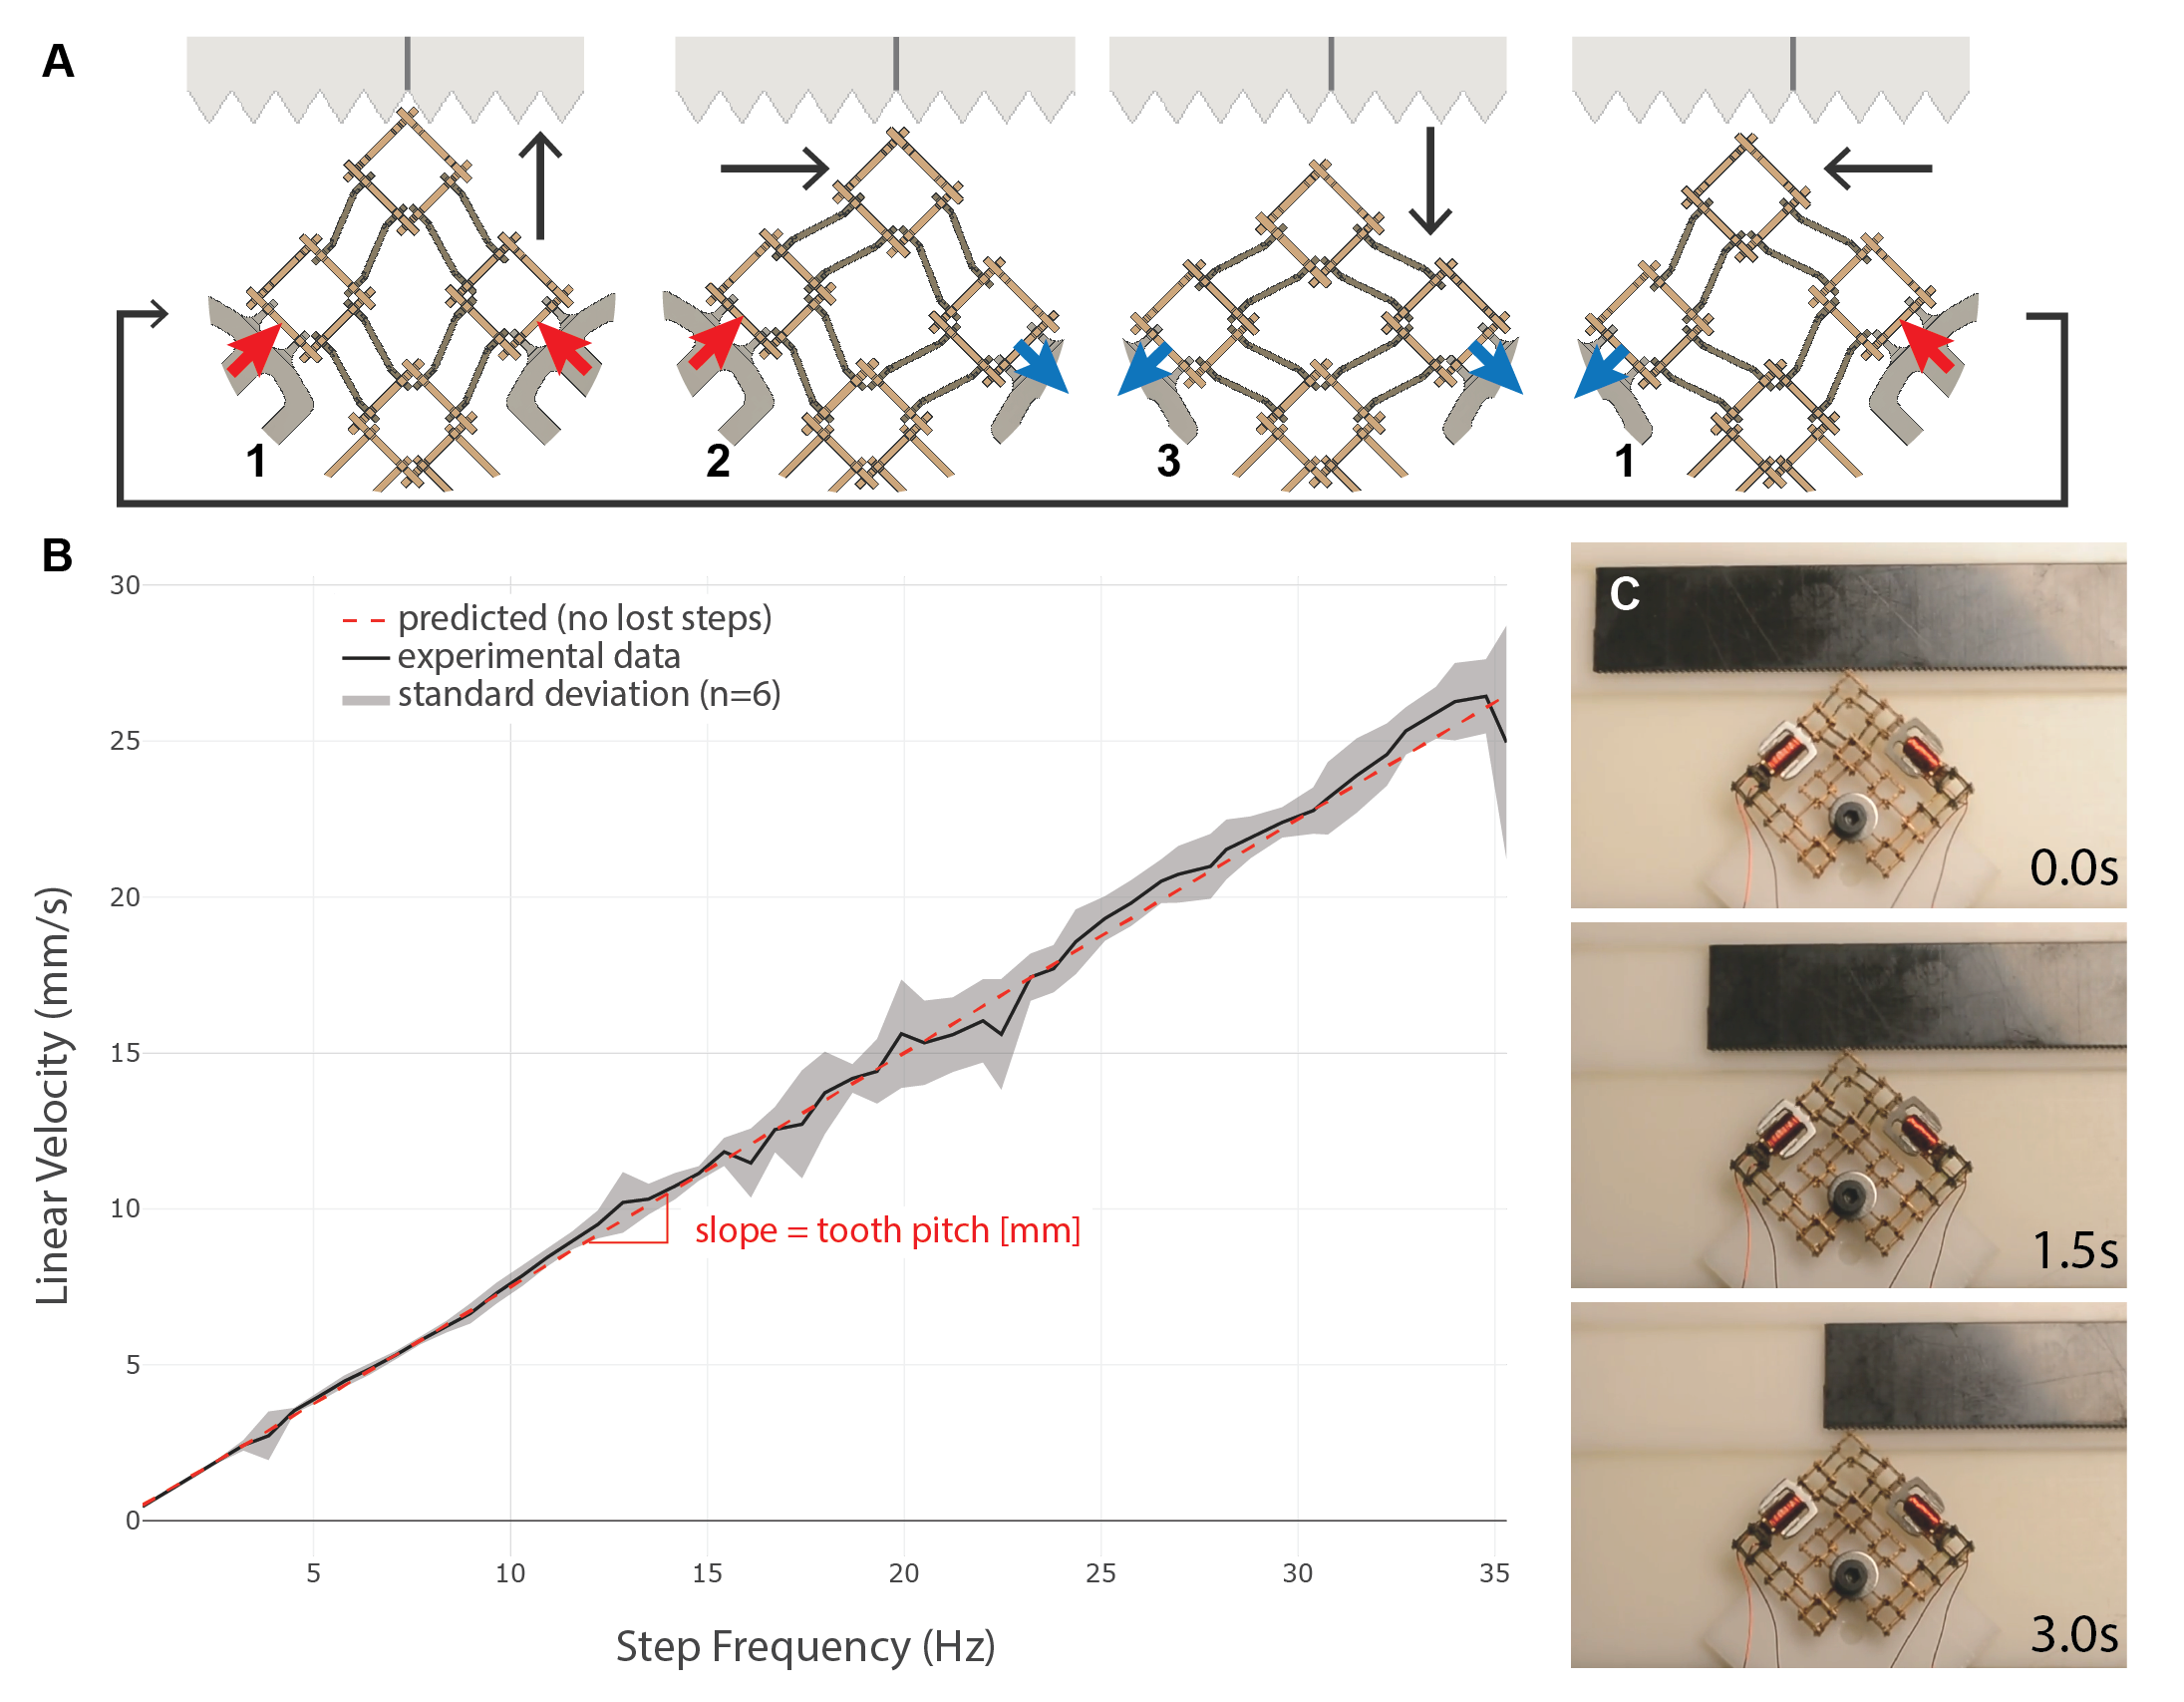 A
1
2
3
1
B
30
25
20
15
10
5
0
predicted (no lost steps)
experimental data
standard deviation (n=6)
slope = tooth pitch [mm]
Linear Velocity (mm/s)
5
10
15
20
25
30
35
Step Frequency (Hz)
C
0.0s
1.5s
3.0s